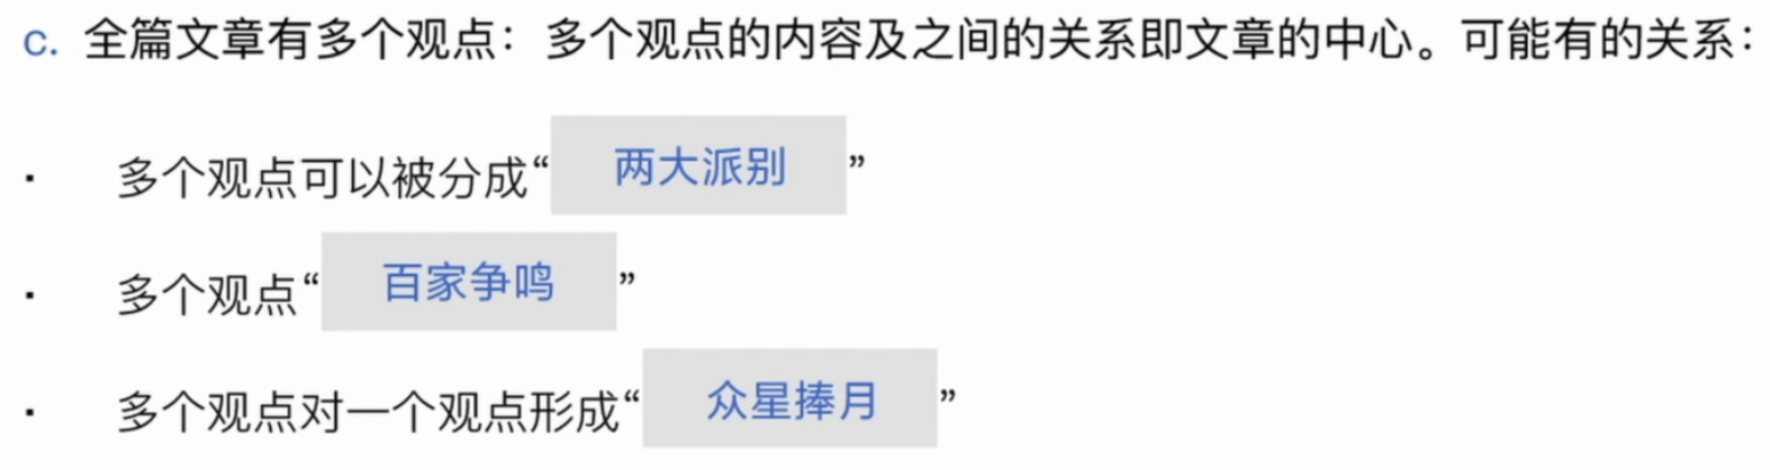 c. 全篇文章有多个观点：多个观点的内容及之间的关系即文章的中心。可能有的关系：
· 多个观点可以被分成“两大派别”
· 多个观点“百家争鸣”
· 多个观点对一个观点形成“众星捧月”